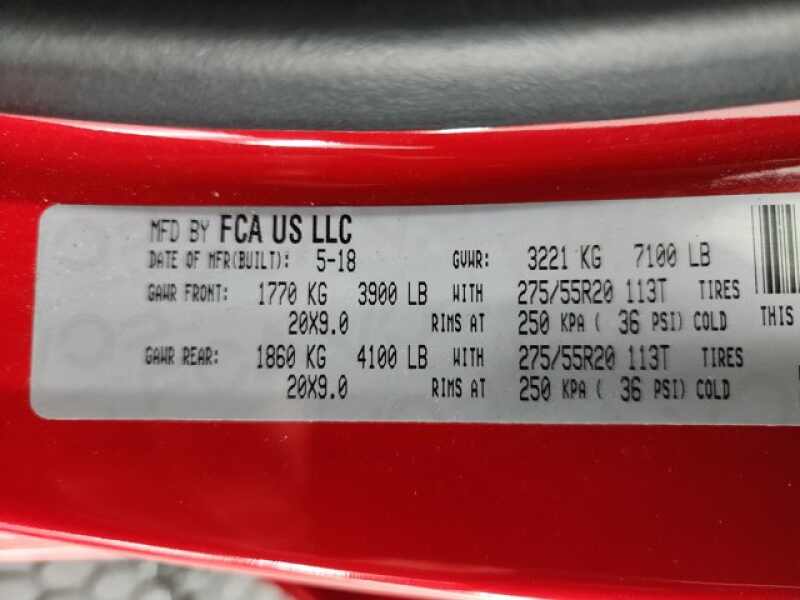 MFD BY FCA US LLC
DATE OF MFR(BUILT): 5-18 GVWR: 3221 KG 7100 LB
GAWR FRONT: 1770 KG 3900 LB WITH 275/55R20 113T TIRES
20X9.0 RIMS AT 250 KPA ( 36 PSI) COLD THIS
GAWR REAR: 1860 KG 4100 LB WITH 275/55R20 113T TIRES
20X9.0 RIMS AT 250 KPA ( 36 PSI) COLD